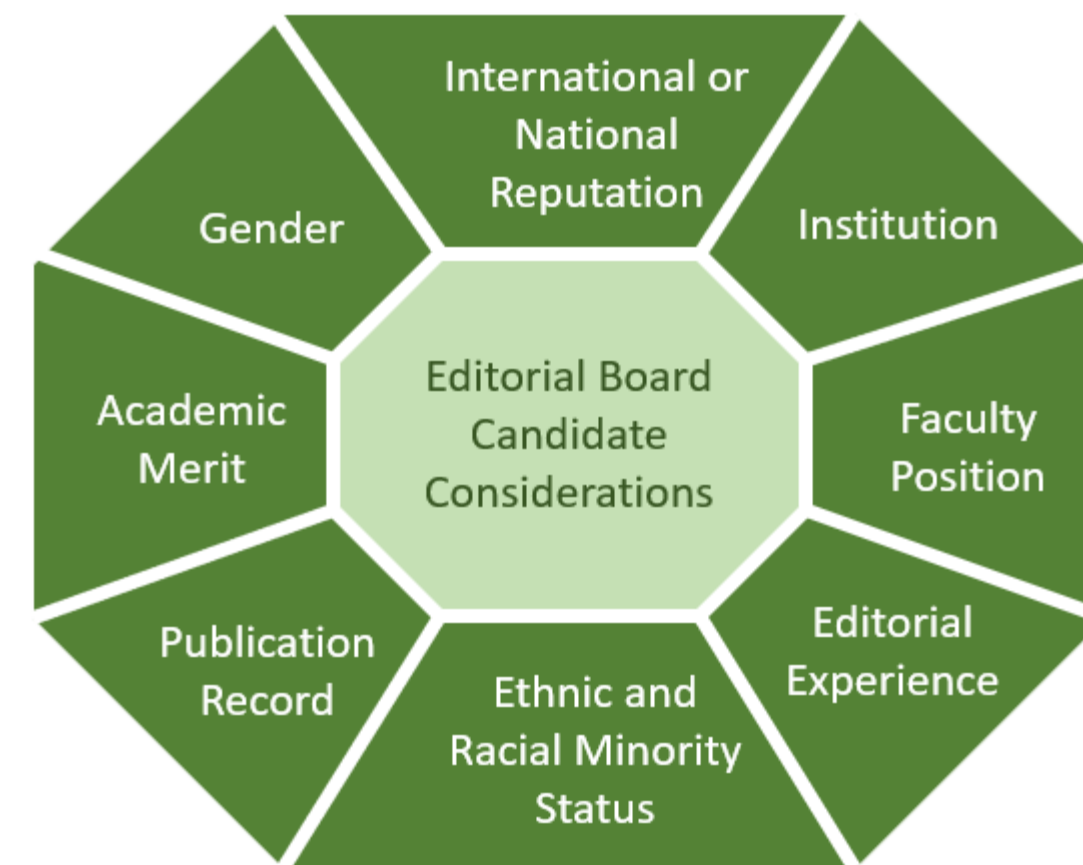 International or
National
Reputation
Gender
Institution
Editorial Board
Candidate
Considerations
Academic
Merit
Faculty
Position
Publication
Record
Editorial
Experience
Ethnic and
Racial Minority
Status